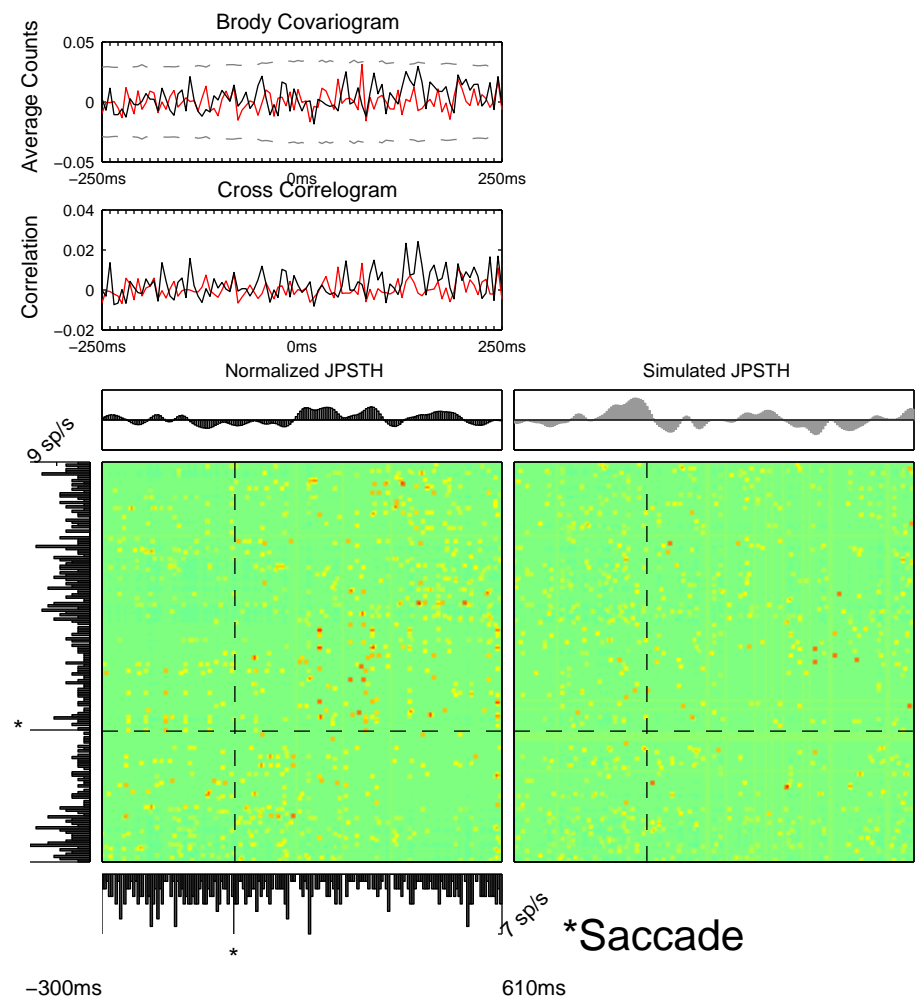 Brody Covariogram
Average Counts
0.05
0
−0.05
−250ms
0ms
250ms
Cross Correlogram
Correlation
0.04
0.02
0
−0.02
−250ms
0ms
250ms
Normalized JPSTH
Simulated JPSTH
9 sp/s
*
7 sp/s
*
*Saccade
−300ms
610ms